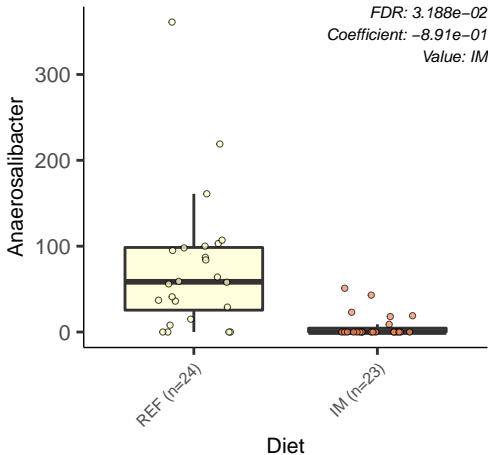 FDR: 3.188e−02
Coefficient: −8.91e−01
Value: IM
Anaerosalibacter
300
200
100
0
REF (n=24)
IM (n=23)
Diet